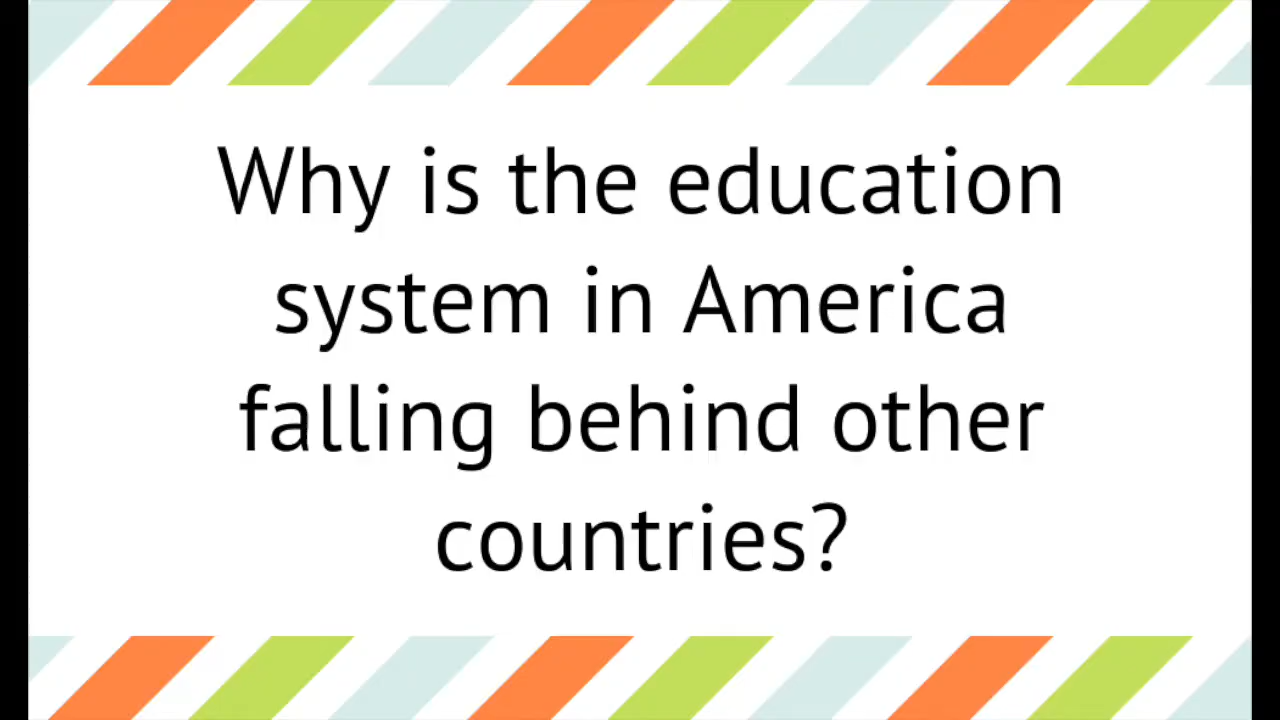 Why is the education
system in America
falling behind other
countries?